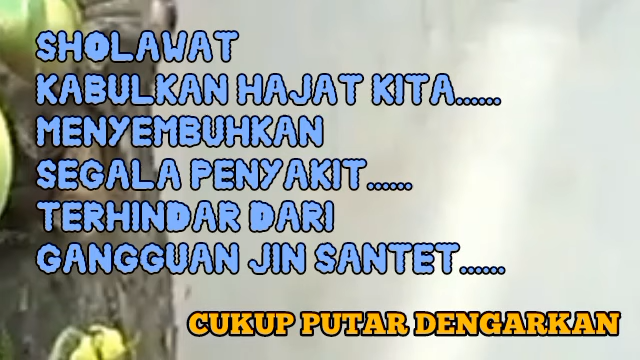 SHOLAWAT
KABULKAN HAJAT KITA......
MENYEMBUHKAN
SEGALA PENYAKIT......
TERHINDAR DARI
GANGGUAN JIN SANTET......
CUKUP PUTAR DENGARKAN